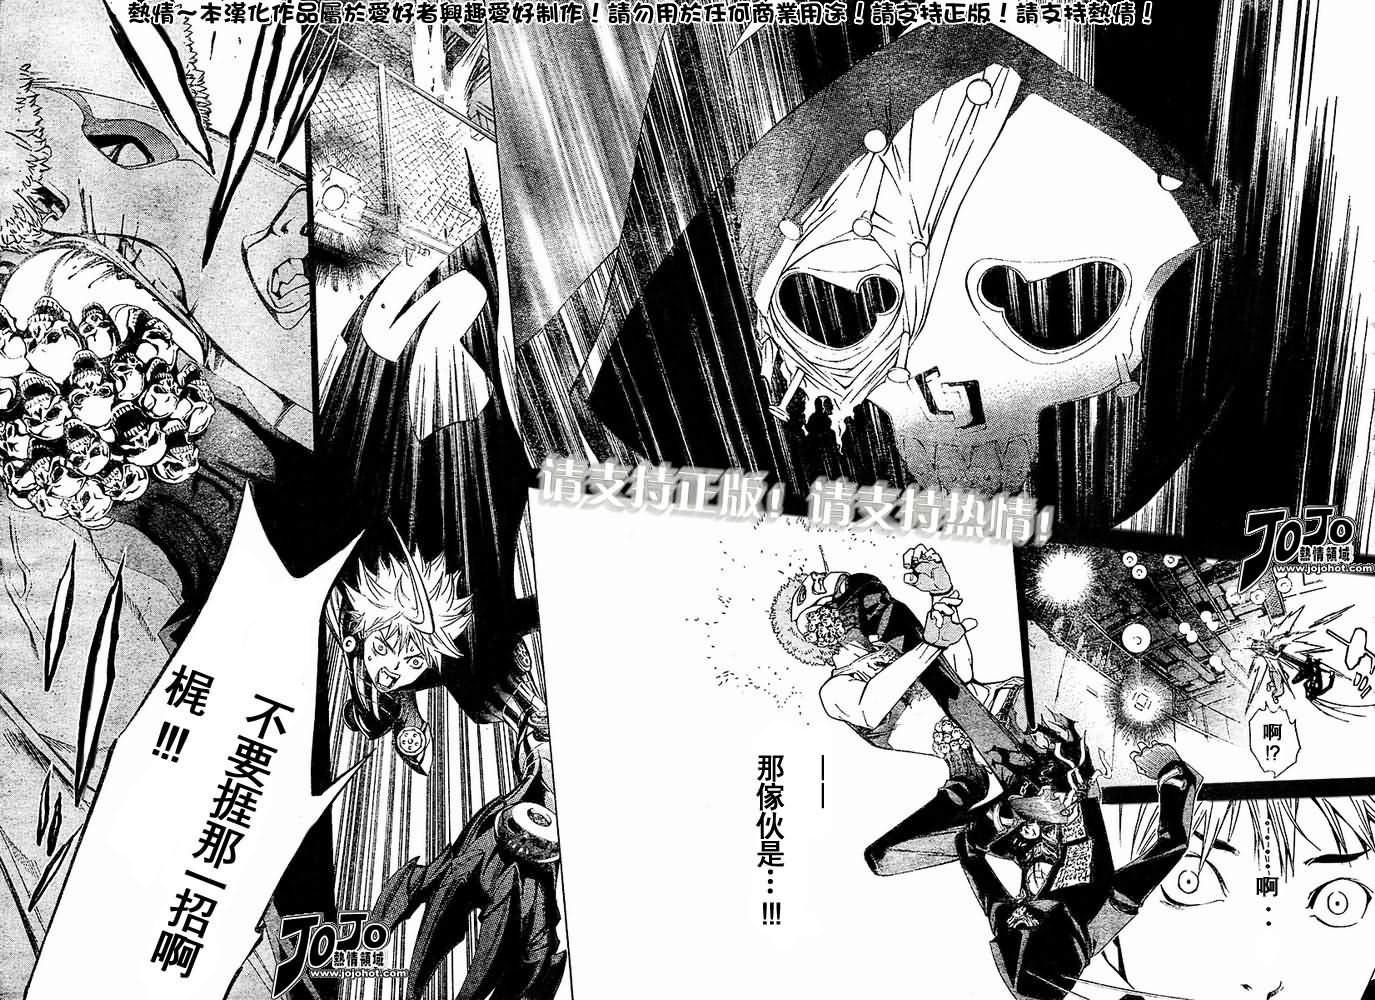 熱情～本漢化作品屬於愛好者興趣愛好制作！請勿用於任何商業用途！請支持正版！請支持熱情！
请支持正版！请支持热情！
JOJO
熱情領域
www.jojohot.com
啊
!?
……啊…
——
那傢伙是…!!!
不要捱那一招啊
梶!!!
JOJO
熱情領域
www.jojohot.com